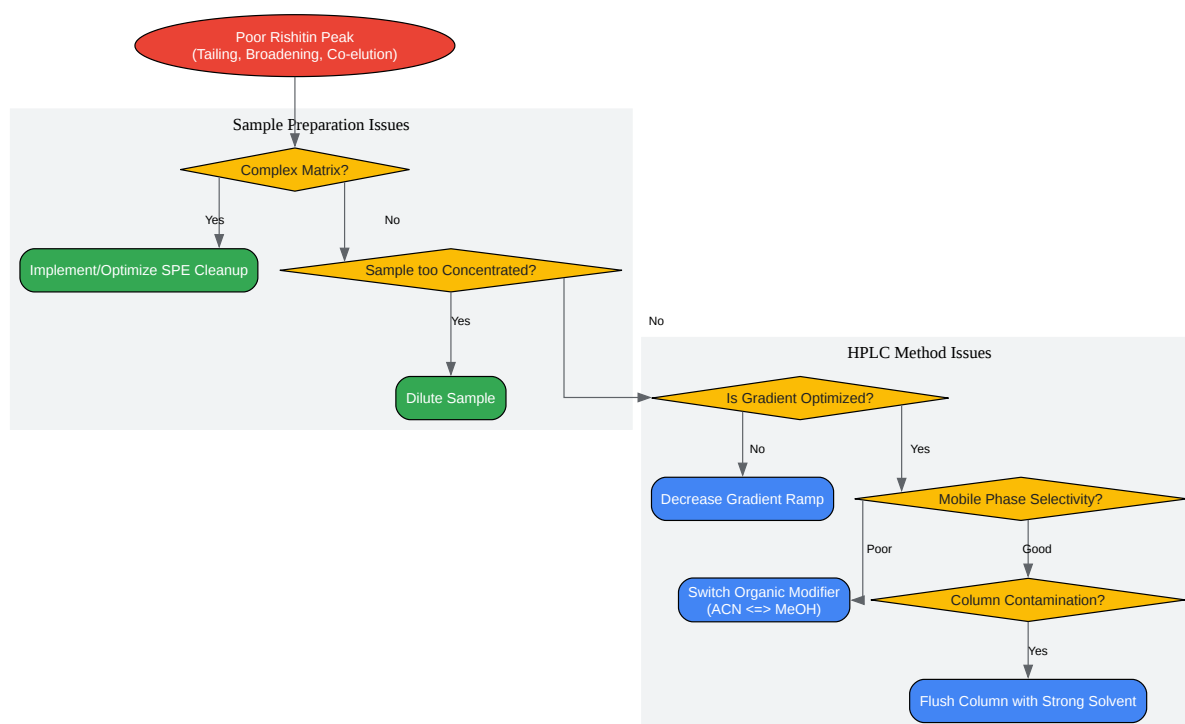 Poor Rishitin Peak
(Tailing, Broadening, Co-elution)
Sample Preparation Issues
Complex Matrix?
Yes
No
Implement/Optimize SPE Cleanup
Sample too Concentrated?
Yes
No
Dilute Sample
HPLC Method Issues
Is Gradient Optimized?
No
Yes
Decrease Gradient Ramp
Mobile Phase Selectivity?
Poor
Good
Switch Organic Modifier
(ACN <=> MeOH)
Column Contamination?
Yes
Flush Column with Strong Solvent